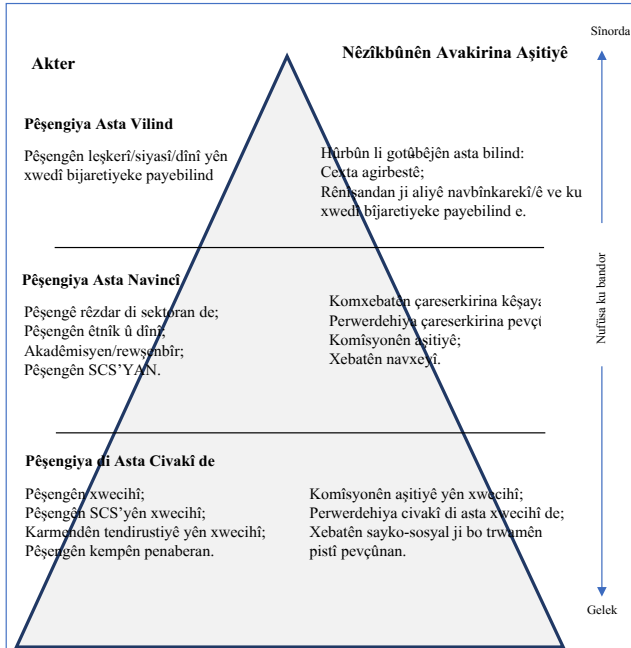 Sînorda
Akter
Nêzîkbûnên Avakirina Aşitiyê
Pêşengiya Asta Vilind
Pêşengên leşkerî/siyasî/dînî yên
xwedî bijaretiyeke payebilind
Hûrbûn li gotûbêjên asta bilind:
Cexta agirbestê;
Rênîşandan ji aliyê navbînkarekî/ê ve ku
xwedî bîjaretiyeke payebilind e.
Pêşengiya Asta Navincî
Pêşengê rêzdar di sektoran de;
Pêşengên êtnîk û dînî;
Akadêmisyen/rewşenbîr;
Pêşengên SCS’YAN.
Komxebatên çareserkirina kêşaya
Perwerdehiya çareserkirina pevçû
Komîsyonên aşitiyê;
Xebatên navxeyî.
Nufûsa ku bandor
Pêşengiya di Asta Civakî de
Pêşengên xwecihî;
Pêşengên SCS’yên xwecihî;
Karmendên tendirustiyê yên xwecihî;
Pêşengên kempên penaberan.
Komîsyonên aşitiyê yên xwecihî;
Perwerdehiya civakî di asta xwecihî de;
Xebatên sayko-sosyal ji bo trwamên
pistî pevçûnan.
Gelek